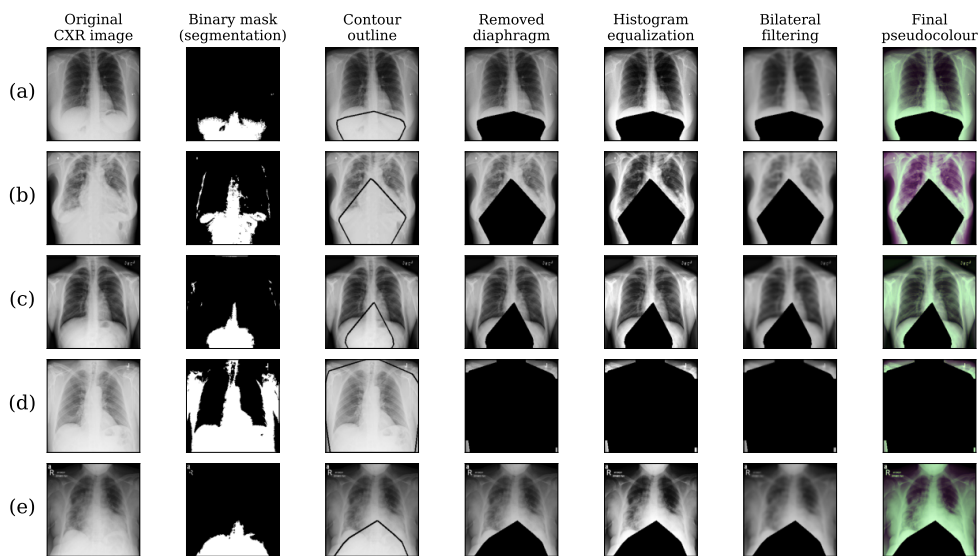 Original
CXR image
Binary mask
(segmentation)
Contour
outline
Removed
diaphragm
Histogram
equalization
Bilateral
filtering
Final
pseudocolour
(a)
(b)
(c)
(d)
(e)
a
R
a
R
a
R
a
R
a
R
a
R